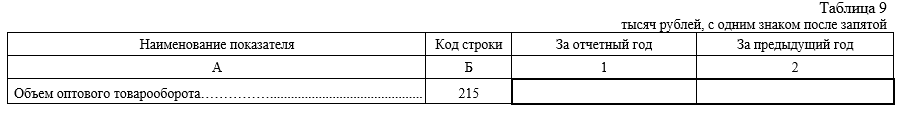 Таблица 9
тысяч рублей, с одним знаком после запятой
Наименование показателя Код строки За отчетный год За предыдущий год
А Б 1 2
Объем оптового товарооборота……………............................................ 215